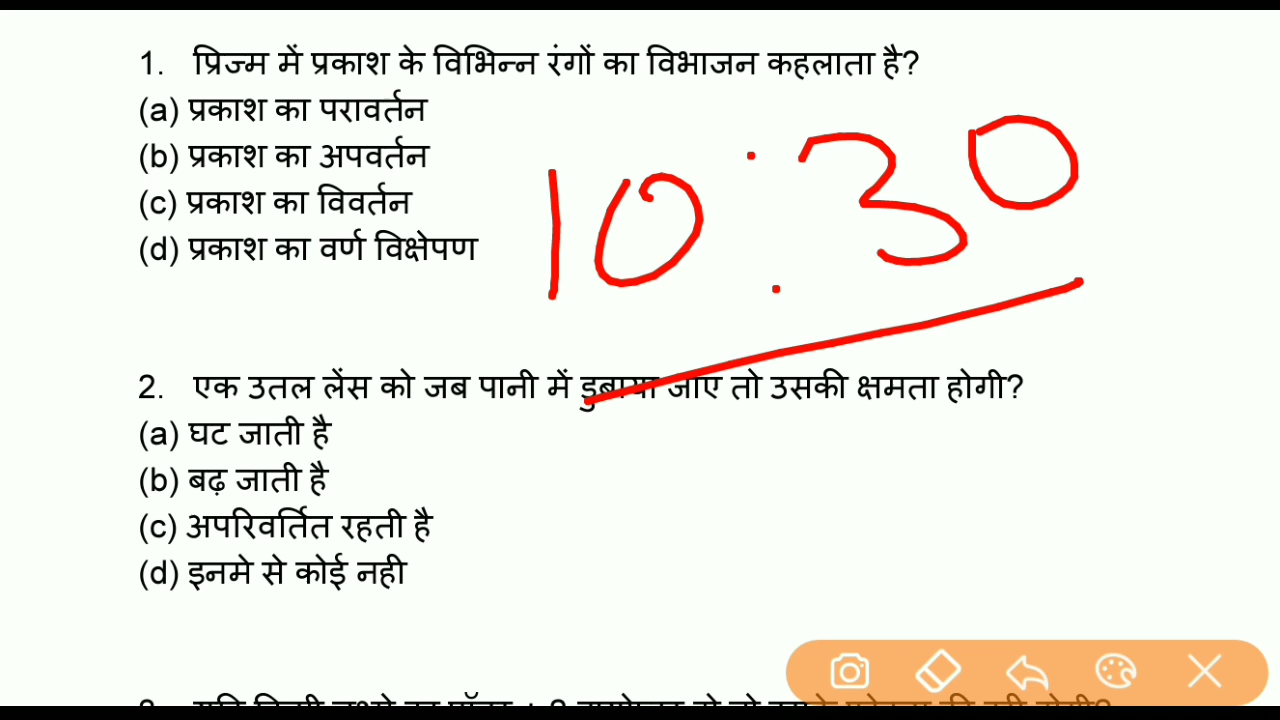 1. प्रिज्म में प्रकाश के विभिन्न रंगों का विभाजन कहलाता है?
(a) प्रकाश का परावर्तन
(b) प्रकाश का अपवर्तन
(c) प्रकाश का विवर्तन
(d) प्रकाश का वर्ण विक्षेपण
10:30
2. एक उतल लेंस को जब पानी में डुबाया जाए तो उसकी क्षमता होगी?
(a) घट जाती है
(b) बढ़ जाती है
(c) अपरिवर्तित रहती है
(d) इनमे से कोई नही